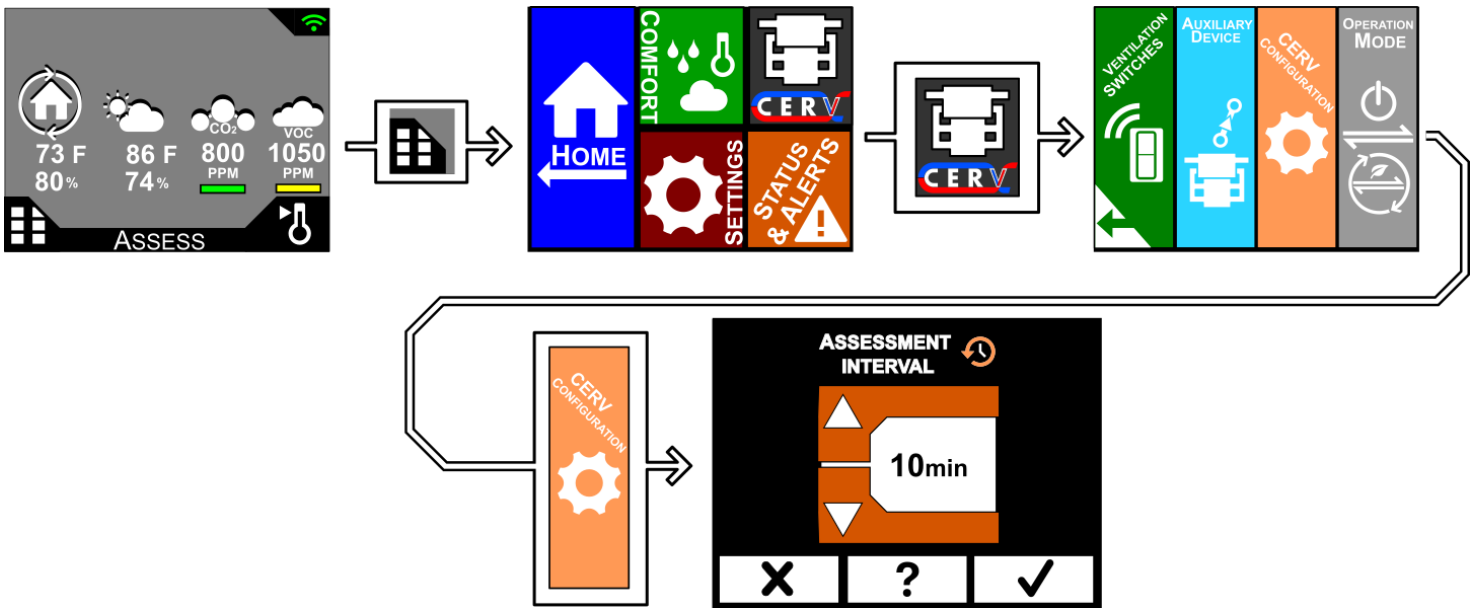 73 F
80%
86 F
74%
CO2
800
PPM
VOC
1050
PPM
ASSESS
HOME
COMFORT
CERV
SETTINGS
STATUS
& ALERTS
CERV
VENTILATION
SWITCHES
AUXILIARY
DEVICE
CERV
CONFIGURATION
OPERATION
MODE
CERV
CONFIGURATION
ASSESSMENT
INTERVAL
10min
?